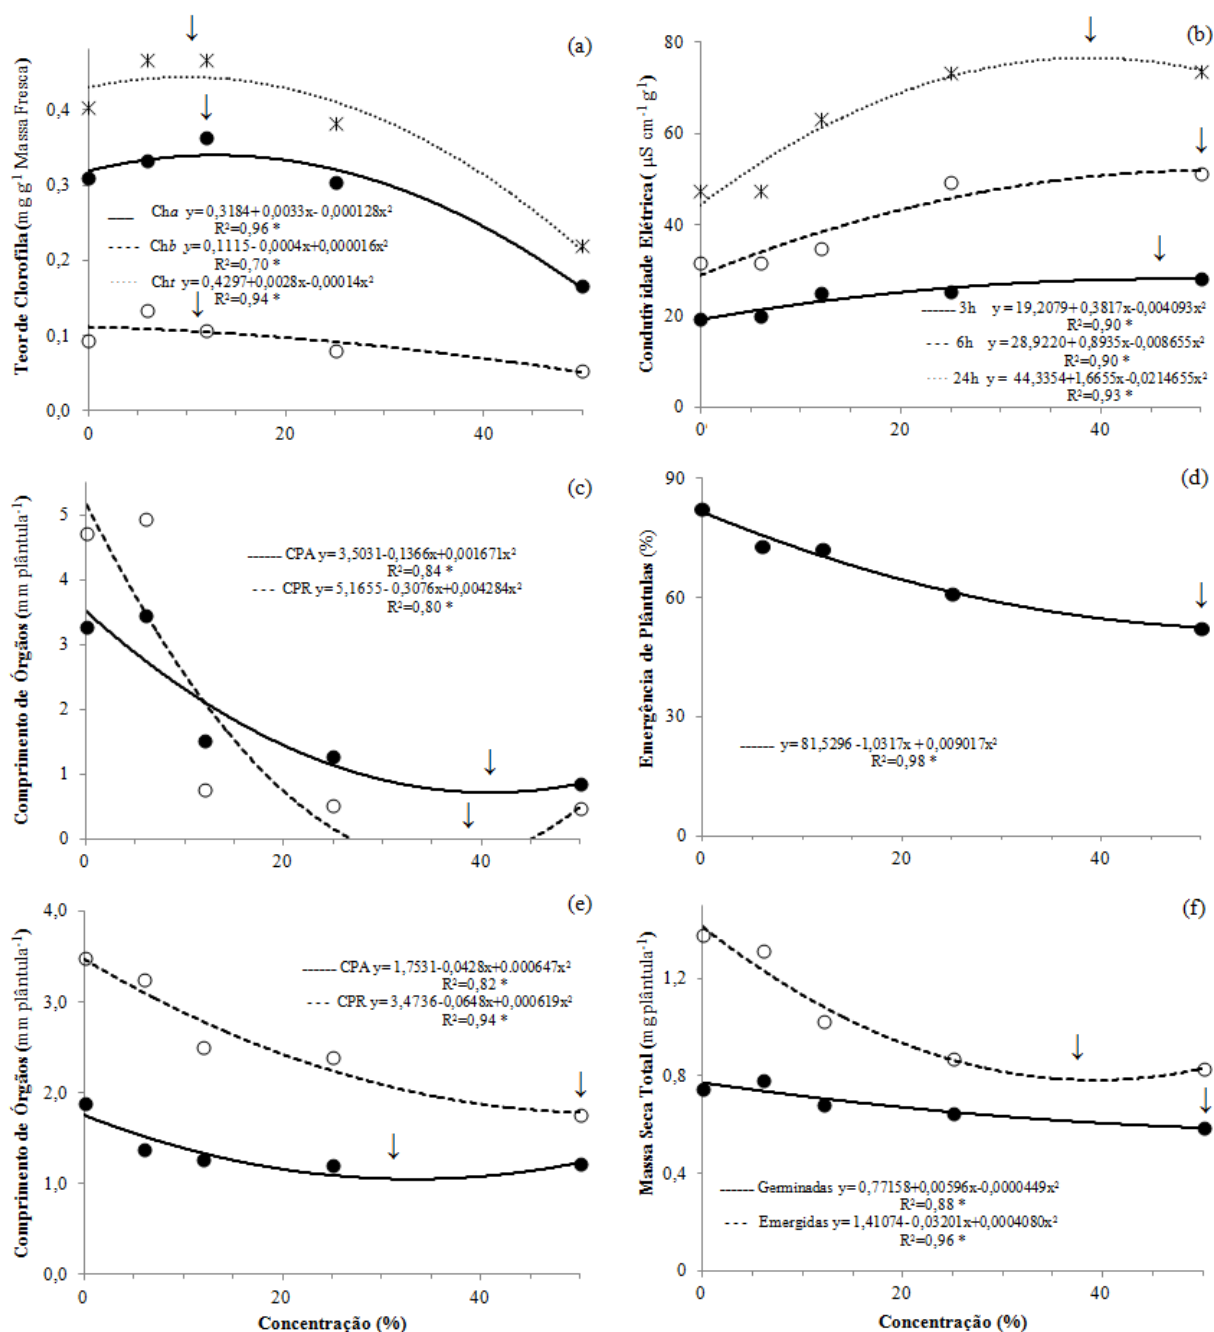 (a)
Teor de Clorofila (mg g¹ Massa Fresca)
0,4
0,3
0,2
0,1
0,0
Cha y=0,3184+0,0033x-0,000128x²
R²=0,96 *
Chb y=0,1115-0,0004x+0,000016x²
R²=0,70 *
Chr y=0,4297+0,0028x-0,00014x²
R²=0,94 *
0
20
40
(b)
Condutividade Elétrica ( µS cm⁻¹ g¹)
80
60
40
20
0
3h y=19,2079+0,3817x-0,004093x²
R²=0,90 *
6h y=28,9220+0,8935x-0,008655x²
R²=0,90 *
24h y= 44,3354+1,6655x-0,0214655x²
R²=0,93 *
0
20
40
(c)
Comprimento de Órgãos (mm plântula⁻¹)
5
4
3
2
1
0
CPA y=3,5031-0,1366x+0,001671x²
R²=0,84 *
CPR y=5,1655-0,3076x+0,004284x²
R²=0,80 *
0
20
40
(d)
Emergência de Plântulas (%)
90
60
30
0
y=81,5296 -1,0317x + 0,009017x²
R²=0,98 *
0
20
40
(e)
Comprimento de Órgãos (mm plântula⁻¹)
4,0
3,0
2,0
1,0
0,0
CPA y=1,7531-0,0428x+0,000647x²
R²=0,82 *
CPR y=3,4736-0,0648x+0,000619x²
R²=0,94 *
0
20
40
Concentração (%)
(f)
Massa Seca Total (mg plântula⁻¹)
1,2
0,8
0,4
0
Germinadas y=0,77158+0,00596x-0,0000449x²
R²=0,88 *
Emergidas y=1,41074-0,03201x+0,0004080x²
R²=0,96 *
0
20
40
Concentração (%)